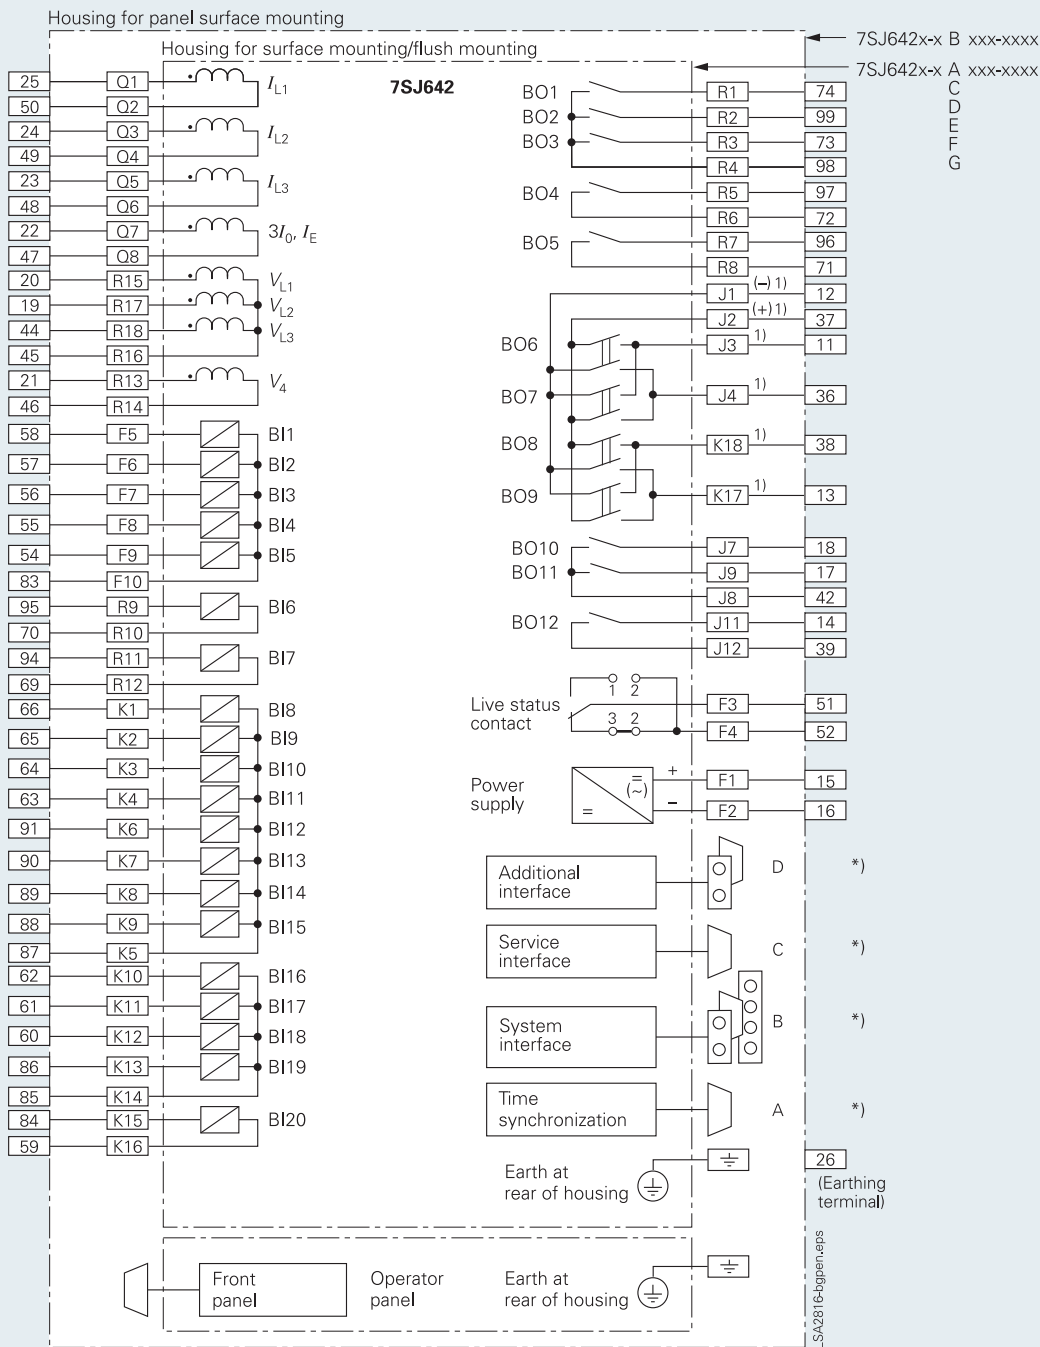 Housing for panel surface mounting
Housing for surface mounting/flush mounting
7SJ642
7SJ642x-x B xxx-xxxx
7SJ642x-x A xxx-xxxx
C
D
E
F
G
25 Q1 IL1
50 Q2
24 Q3 IL2
49 Q4
23 Q5 IL3
48 Q6
22 Q7 3I0, IE
47 Q8
20 R15 VL1
19 R17 VL2
44 R18 VL3
45 R16
21 R13 V4
46 R14
58 F5 BI1
57 F6 BI2
56 F7 BI3
55 F8 BI4
54 F9 BI5
83 F10
95 R9 BI6
70 R10
94 R11 BI7
69 R12
66 K1 BI8
65 K2 BI9
64 K3 BI10
63 K4 BI11
91 K6 BI12
90 K7 BI13
89 K8 BI14
88 K9 BI15
87 K5
62 K10 BI16
61 K11 BI17
60 K12 BI18
86 K13 BI19
85 K14
84 K15 BI20
59 K16
BO1 R1 74
BO2 R2 99
BO3 R3 73
R4 98
BO4 R5 97
R6 72
BO5 R7 96
R8 71
J1 (–) 1) 12
J2 (+) 1) 37
BO6 J3 1) 11
BO7 J4 1) 36
BO8 K18 1) 38
BO9 K17 1) 13
BO10 J7 18
BO11 J9 17
J8 42
BO12 J11 14
J12 39
1 2
Live status
contact
3 2
F3 51
F4 52
Power
supply
= (~) + F1 15
= – F2 16
Additional
interface
D *)
Service
interface
C *)
System
interface
B *)
Time
synchronization
A *)
Earth at
rear of housing
26
(Earthing
terminal)
Front
panel
Operator
panel
Earth at
rear of housing
LSA2816-bgpen.eps